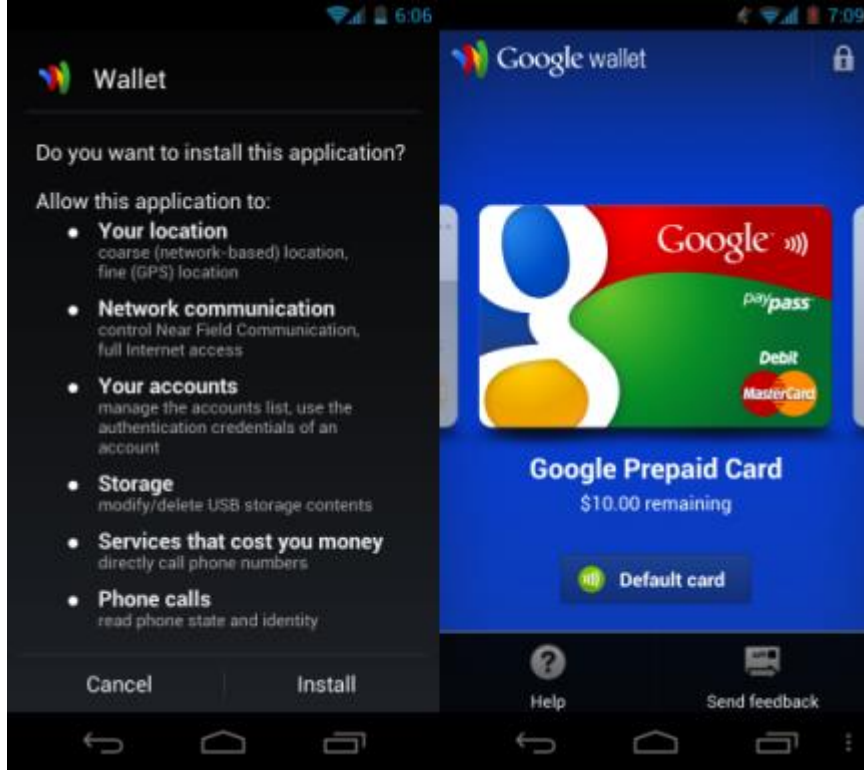 6:06
Wallet
Do you want to install this application?
Allow this application to:
Your location
coarse (network-based) location,
fine (GPS) location
Network communication
control Near Field Communication,
full Internet access
Your accounts
manage the accounts list, use the
authentication credentials of an
account
Storage
modify/delete USB storage contents
Services that cost you money
directly call phone numbers
Phone calls
read phone state and identity
Cancel
Install
7:09
Google wallet
Google
paypass
Debit
MasterCard
Google Prepaid Card
$10.00 remaining
Default card
Help
Send feedback